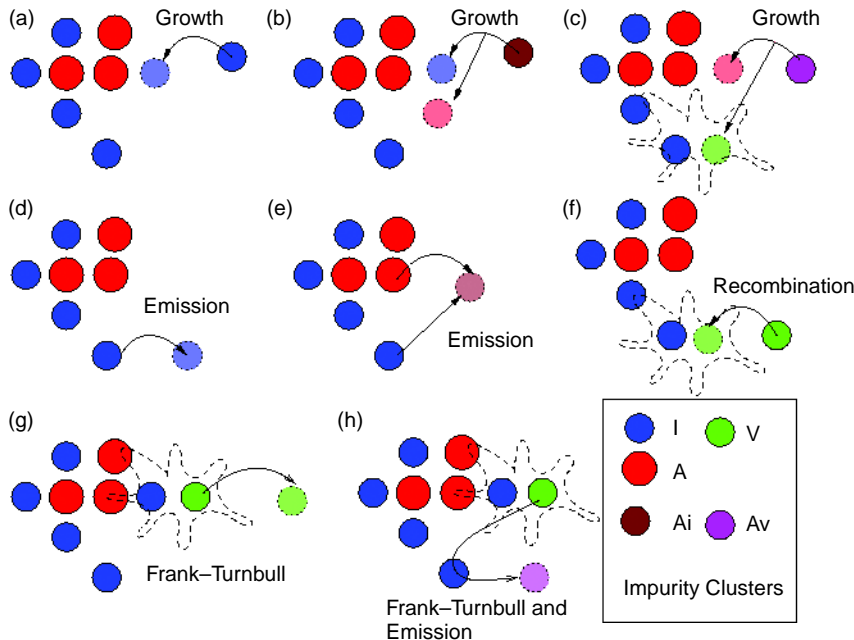 (a) Growth
(b) Growth
(c) Growth
(d) Emission
(e) Emission
(f) Recombination
(g) Frank–Turnbull
(h) Frank–Turnbull and
Emission
I V
A
Ai Av
Impurity Clusters